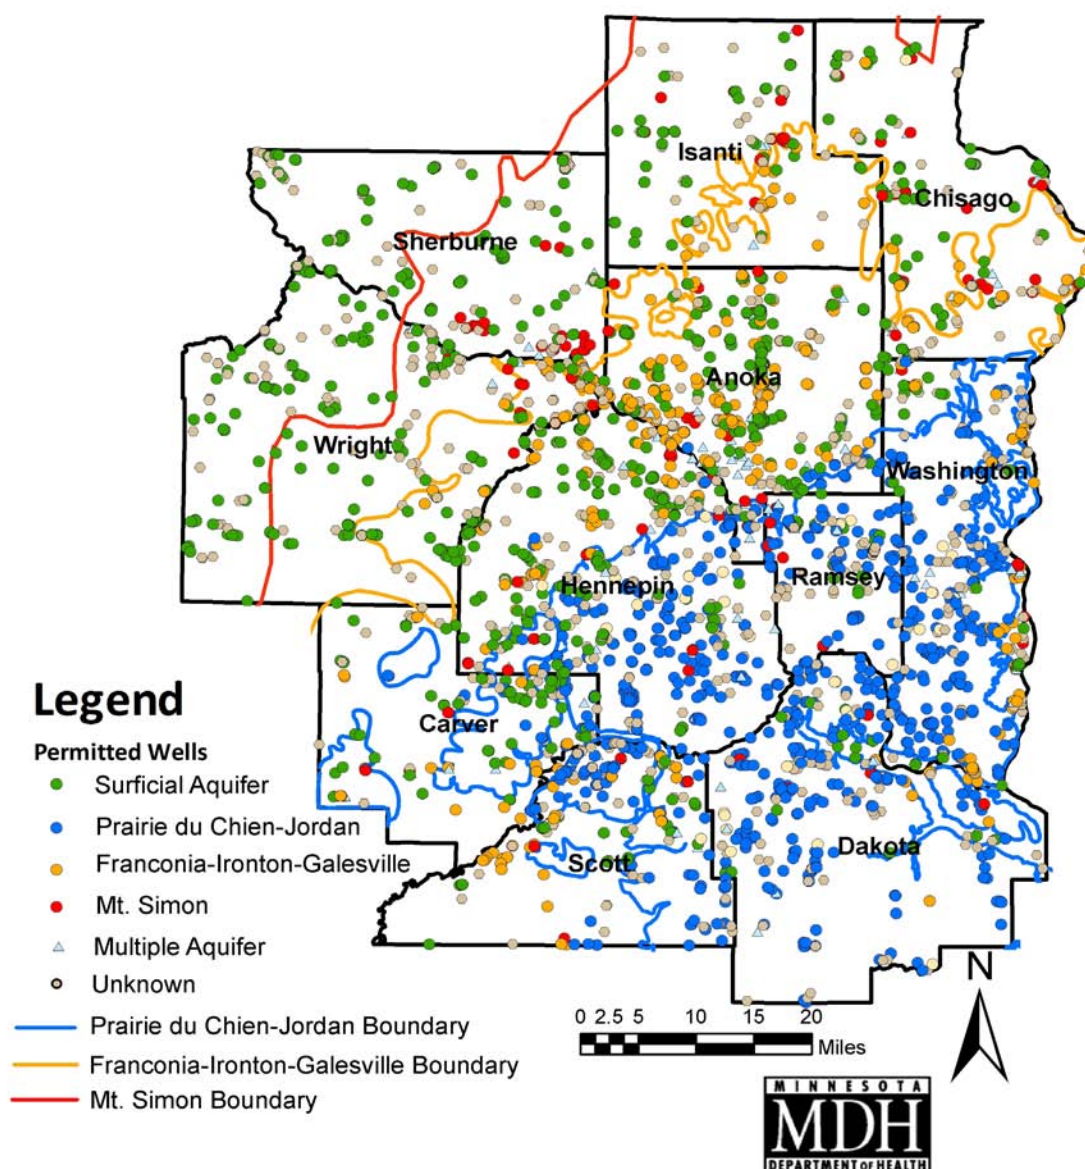 Isanti
Chisago
Sherburne
Anoka
Wright
Washington
Hennepin
Ramsey
Carver
Scott
Dakota
Legend
Permitted Wells
Surficial Aquifer
Prairie du Chien-Jordan
Franconia-Ironton-Galesville
Mt. Simon
Multiple Aquifer
Unknown
Prairie du Chien-Jordan Boundary
Franconia-Ironton-Galesville Boundary
Mt. Simon Boundary
N
0 2.5 5 10 15 20
Miles
MINNESOTA
MDH
DEPARTMENT OF HEALTH